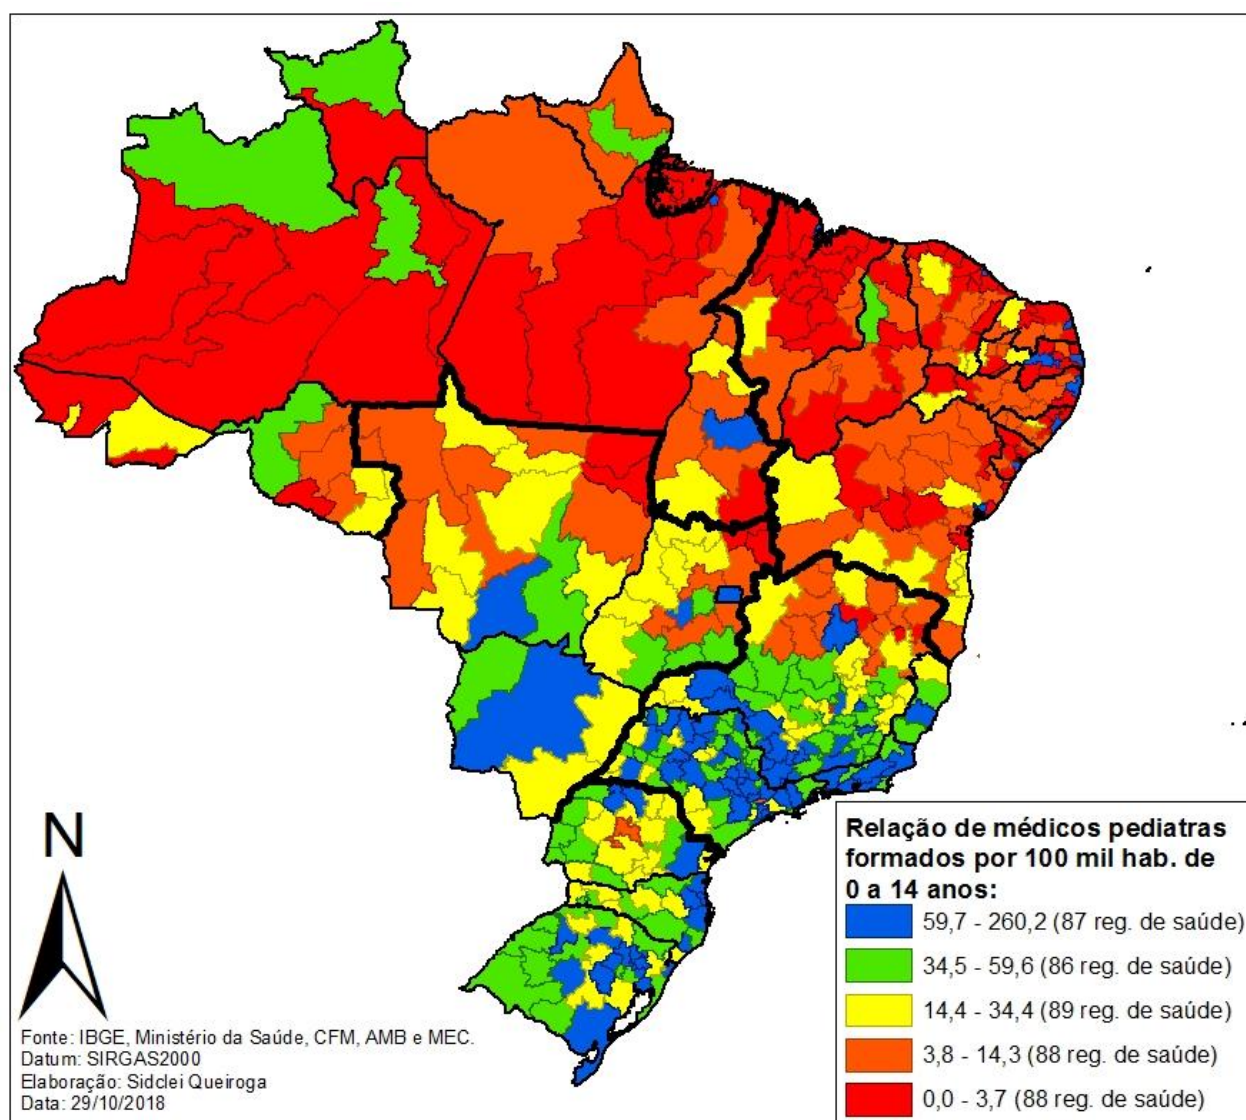 N
Fonte: IBGE, Ministério da Saúde, CFM, AMB e MEC.
Datum: SIRGAS2000
Elaboração: Sidclei Queiroga
Data: 29/10/2018
Relação de médicos pediatras
formados por 100 mil hab. de
0 a 14 anos:
59,7 - 260,2 (87 reg. de saúde)
34,5 - 59,6 (86 reg. de saúde)
14,4 - 34,4 (89 reg. de saúde)
3,8 - 14,3 (88 reg. de saúde)
0,0 - 3,7 (88 reg. de saúde)